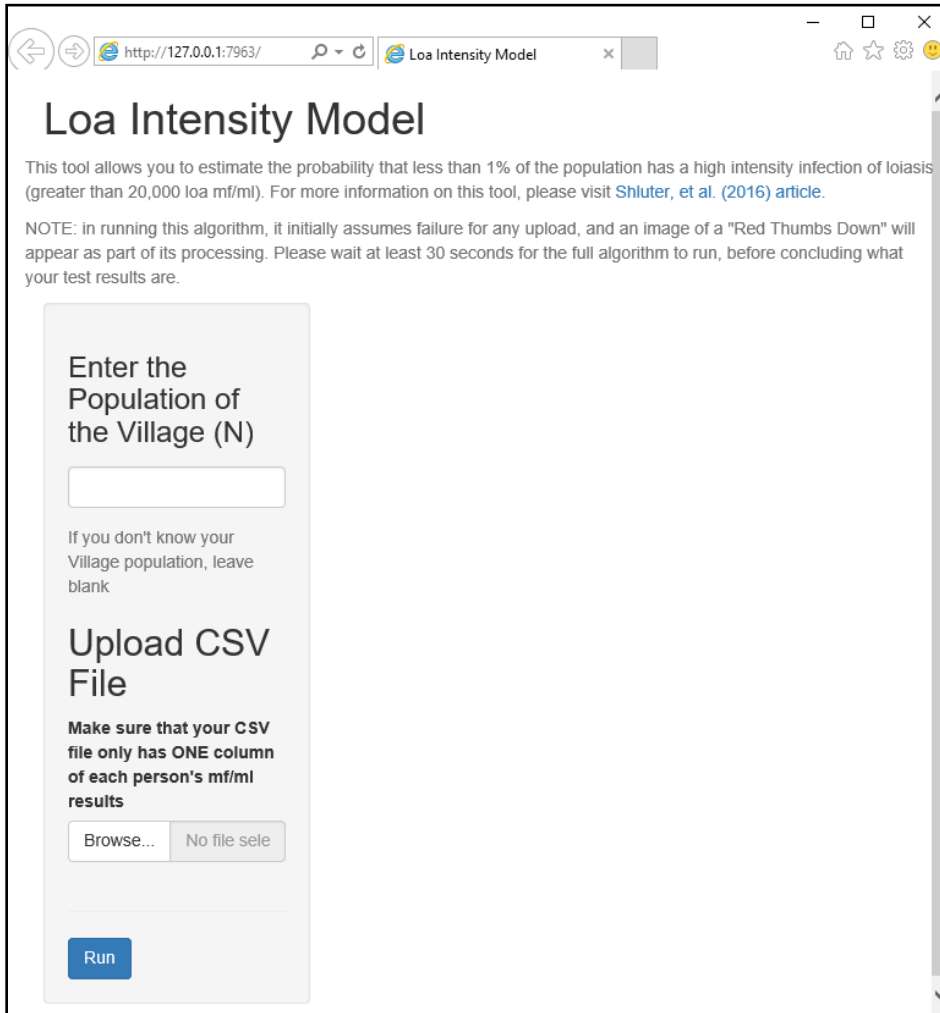 http://127.0.0.1:7963/
Loa Intensity Model
Loa Intensity Model
This tool allows you to estimate the probability that less than 1% of the population has a high intensity infection of loiasis
(greater than 20,000 loa mf/ml). For more information on this tool, please visit Shluter, et al. (2016) article.
NOTE: in running this algorithm, it initially assumes failure for any upload, and an image of a "Red Thumbs Down" will
appear as part of its processing. Please wait at least 30 seconds for the full algorithm to run, before concluding what
your test results are.
Enter the
Population of
the Village (N)
If you don't know your
Village population, leave
blank
Upload CSV
File
Make sure that your CSV
file only has ONE column
of each person's mf/ml
results
Browse... No file sele
Run